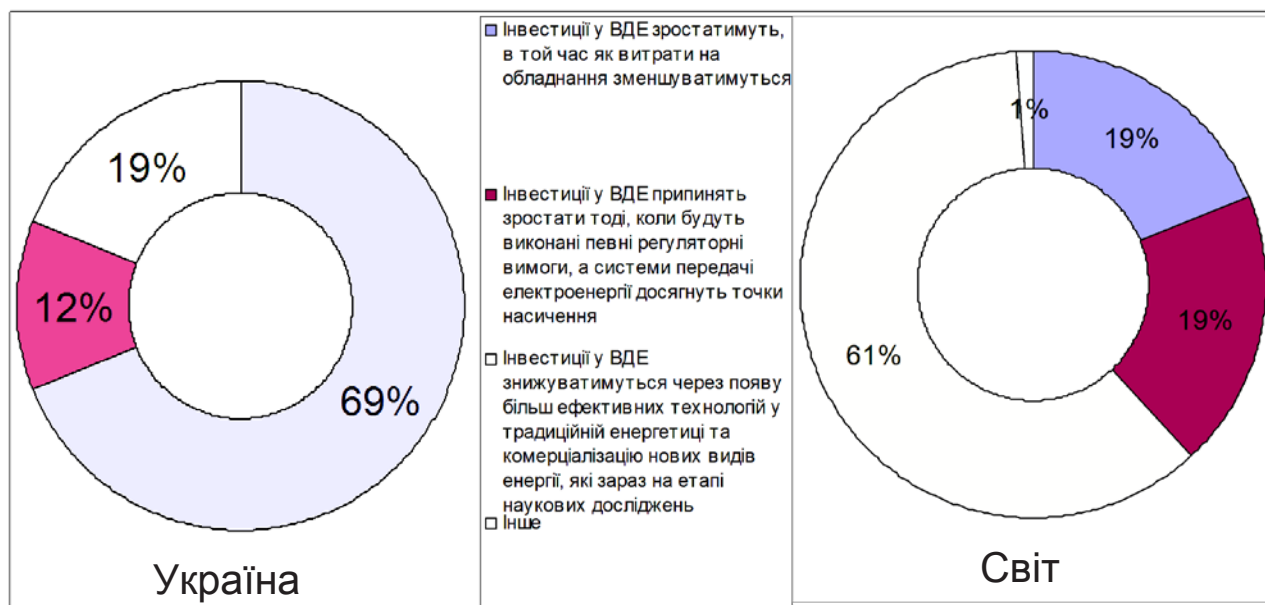 19%
12%
69%
Україна
Інвестиції у ВДЕ зростатимуть,
в той час як витрати на
обладнання зменшуватимуться
Інвестиції у ВДЕ припинять
зростати тоді, коли будуть
виконані певні регуляторні
вимоги, а системи передачі
електроенергії досягнуть точки
насичення
Інвестиції у ВДЕ
знижуватимуться через появу
більш ефективних технологій у
традиційній енергетиці та
комерціалізацію нових видів
енергії, які зараз на етапі
наукових досліджень
Інше
1%
19%
19%
61%
Світ